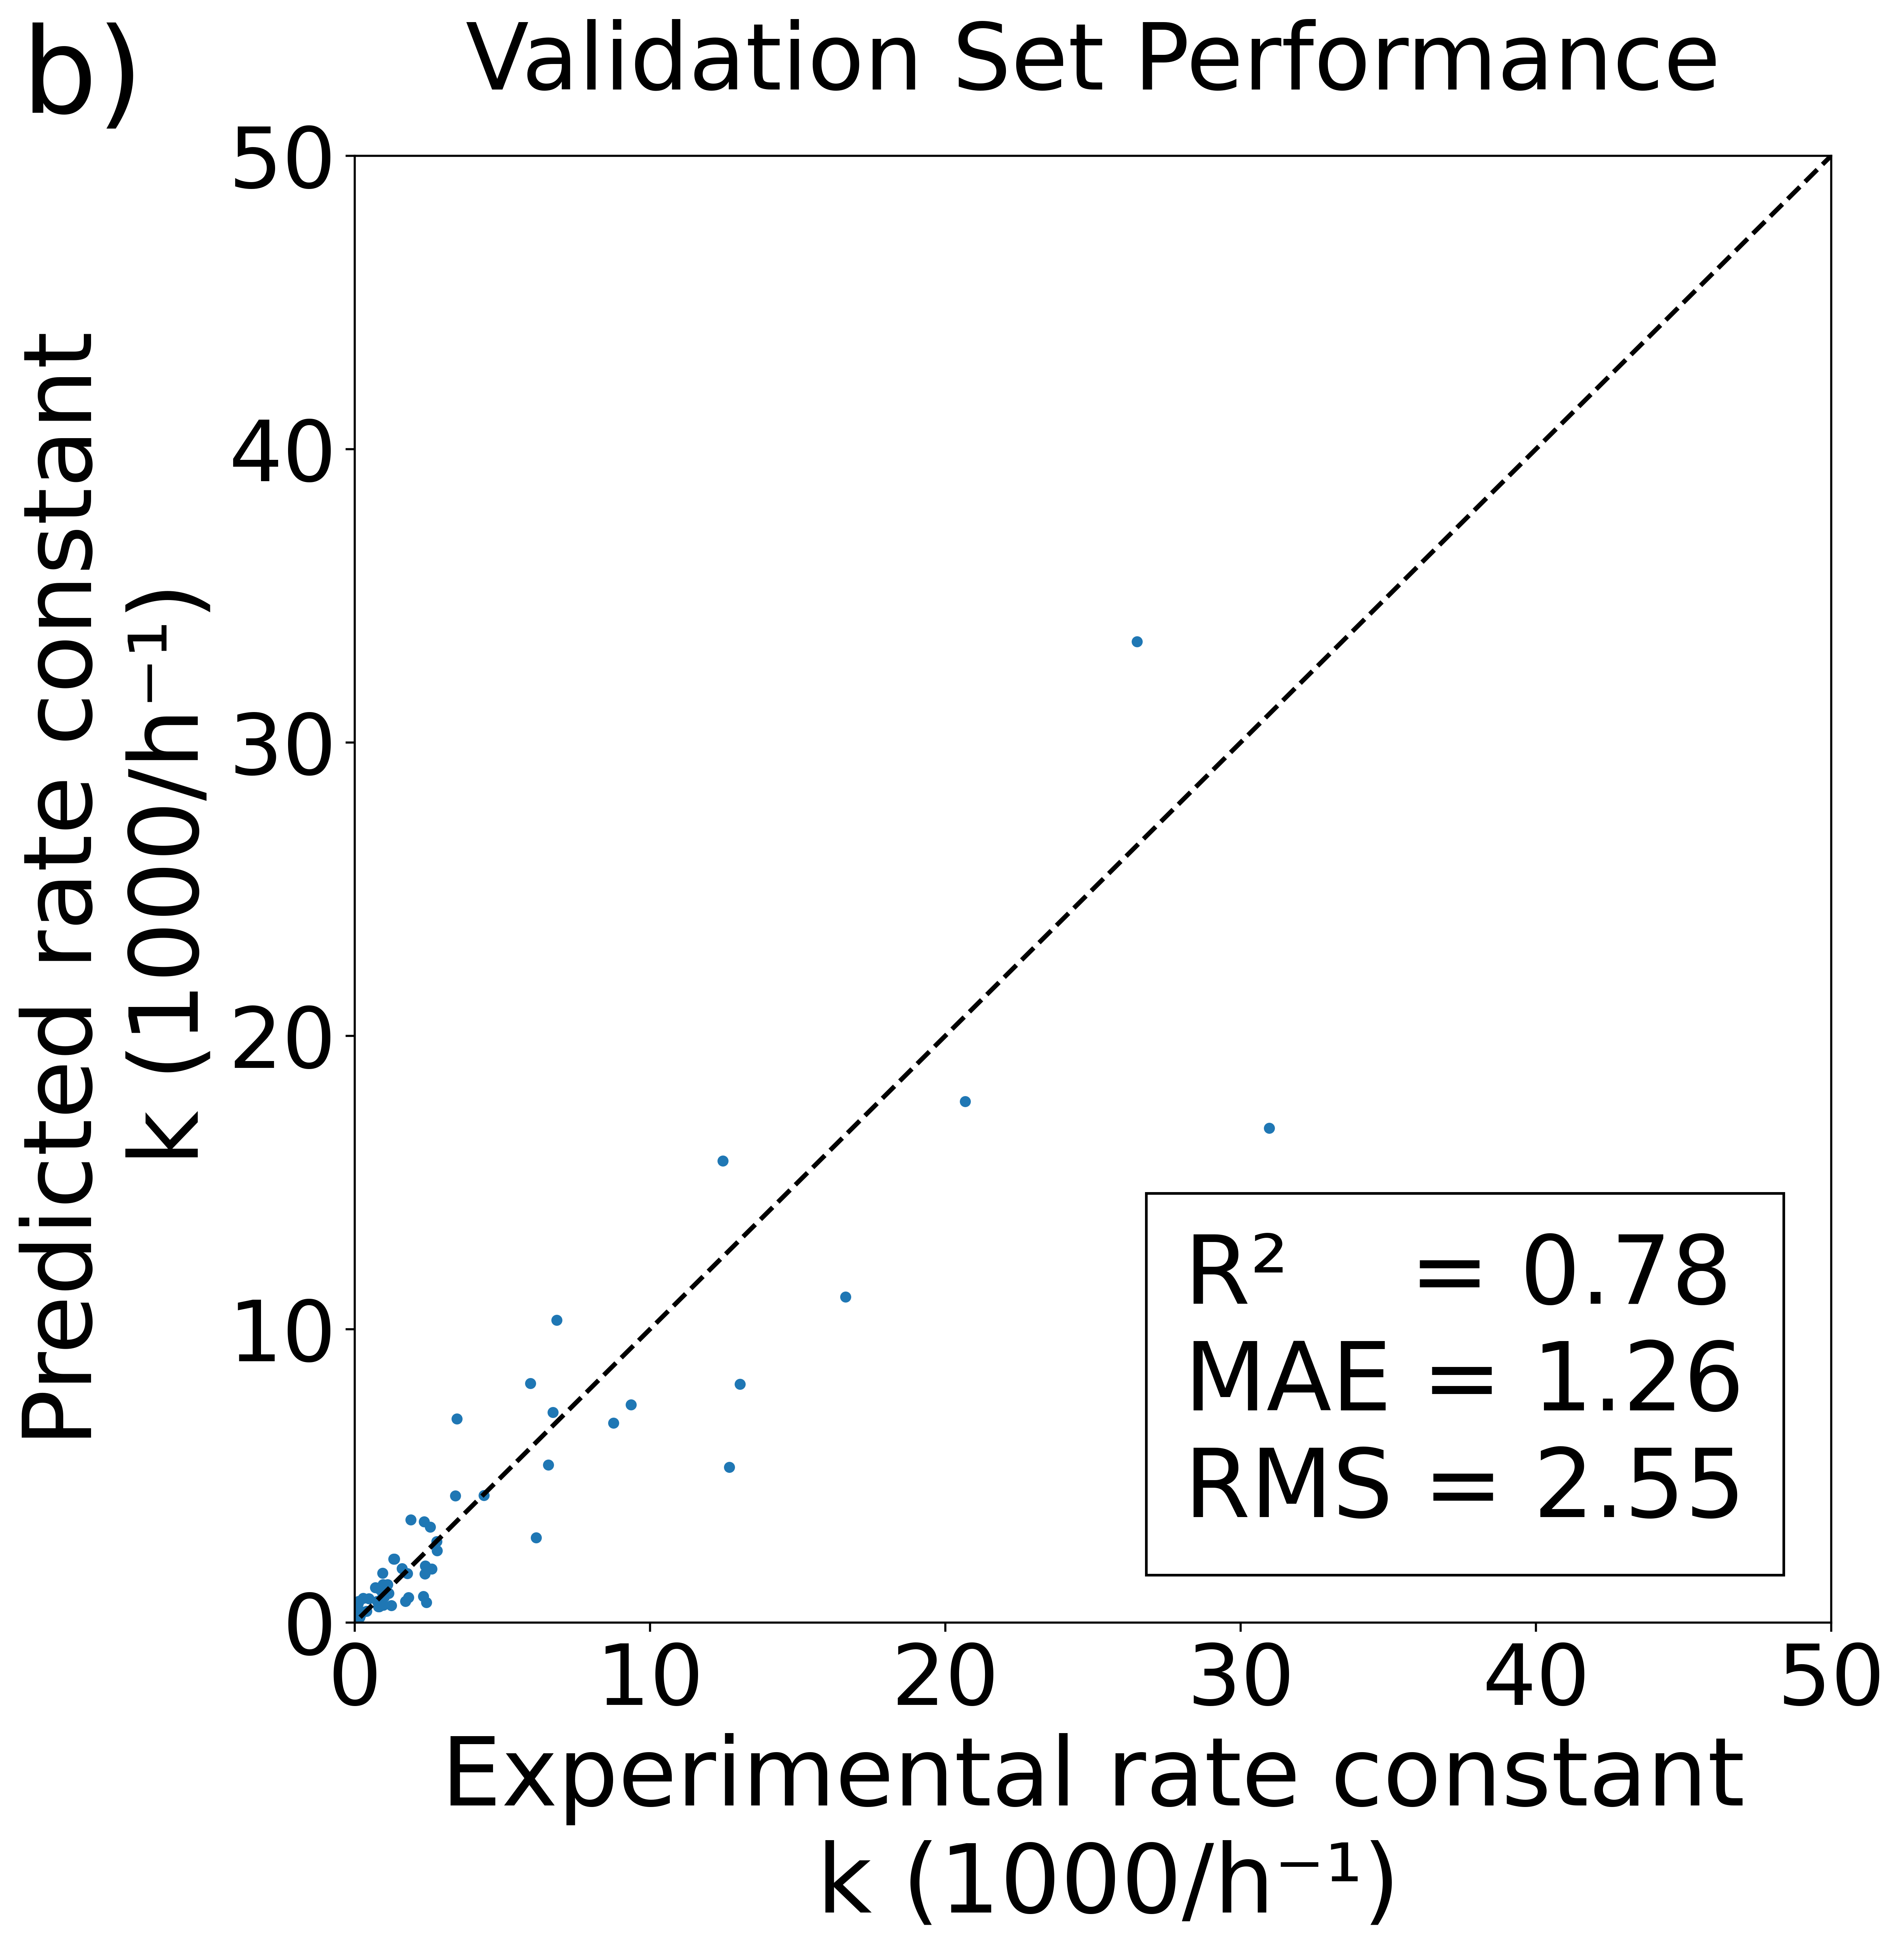 b)
Validation Set Performance
50
40
30
20
10
0
Predicted rate constant
k (1000/h⁻¹)
R² = 0.78
MAE = 1.26
RMS = 2.55
0 10 20 30 40 50
Experimental rate constant
k (1000/h⁻¹)